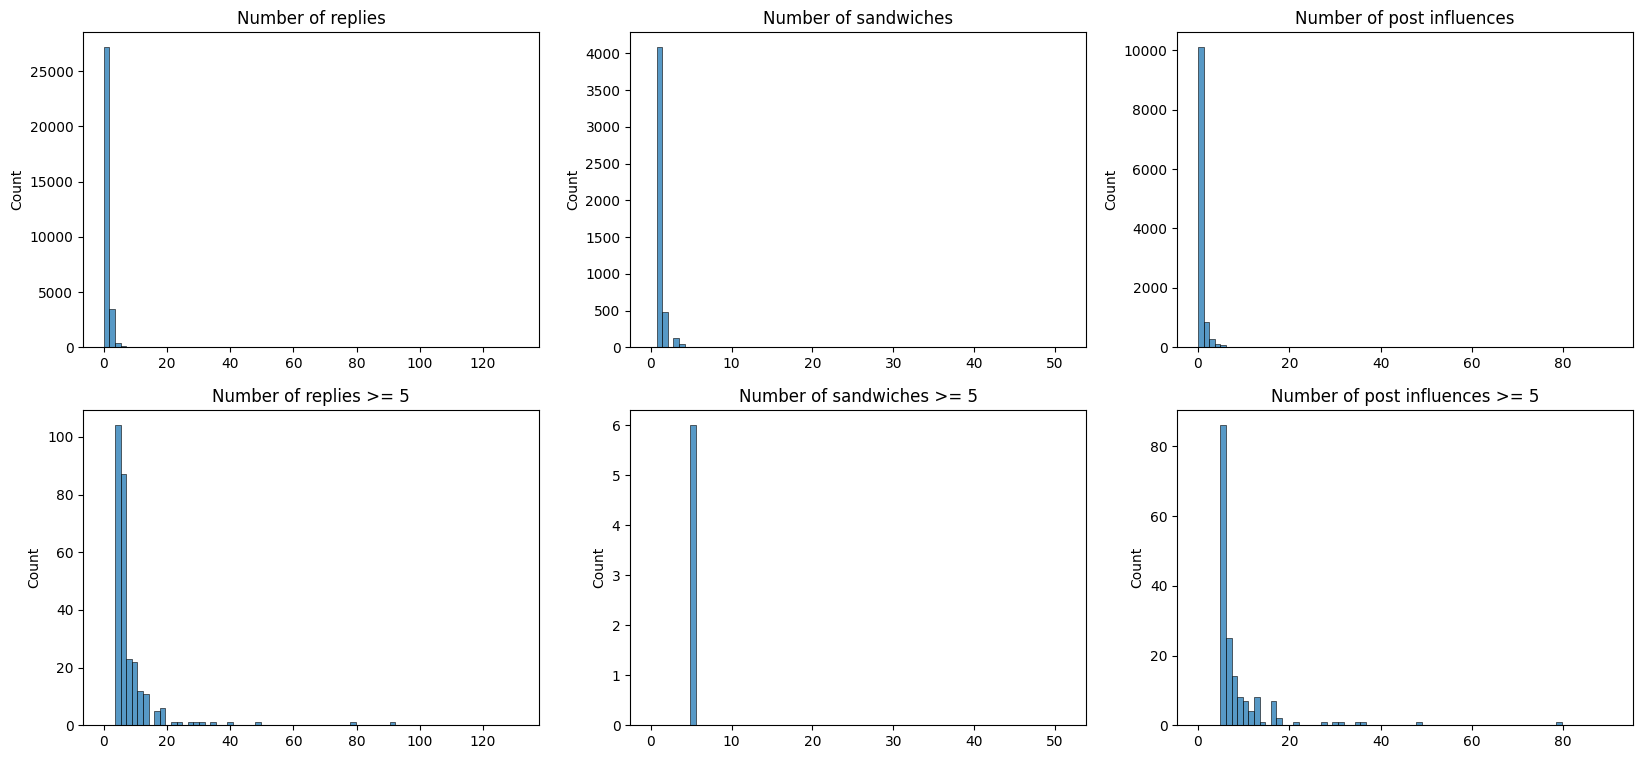 Number of replies
Count
25000
20000
15000
10000
5000
0
0 20 40 60 80 100 120
Number of sandwiches
Count
4000
3500
3000
2500
2000
1500
1000
500
0
0 10 20 30 40 50
Number of post influences
Count
10000
8000
6000
4000
2000
0
0 20 40 60 80
Number of replies >= 5
Count
100
80
60
40
20
0
0 20 40 60 80 100 120
Number of sandwiches >= 5
Count
6
5
4
3
2
1
0
0 10 20 30 40 50
Number of post influences >= 5
Count
80
60
40
20
0
0 20 40 60 80